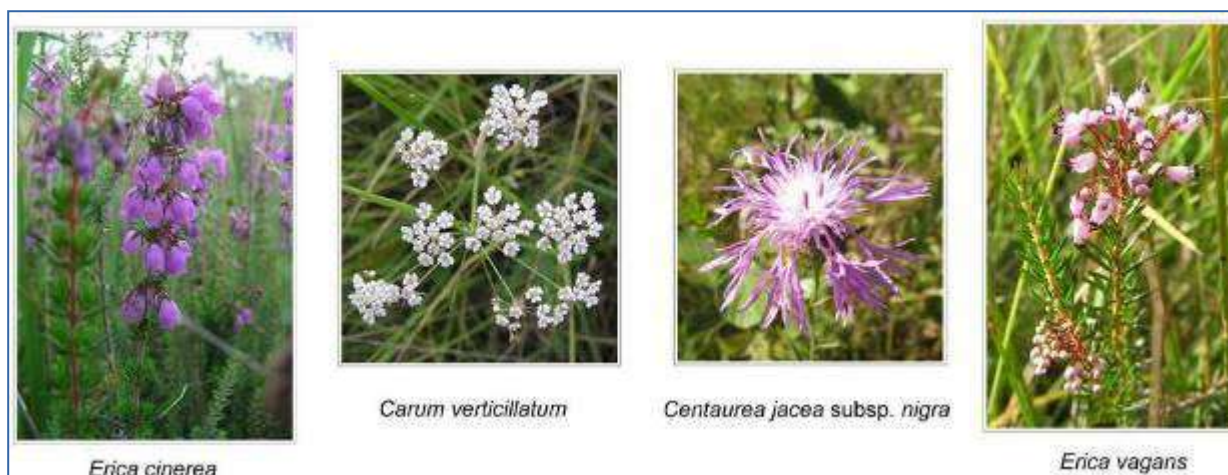 Erica cinerea
Carum verticillatum
Centaurea jacea subsp. nigra
Erica vagans